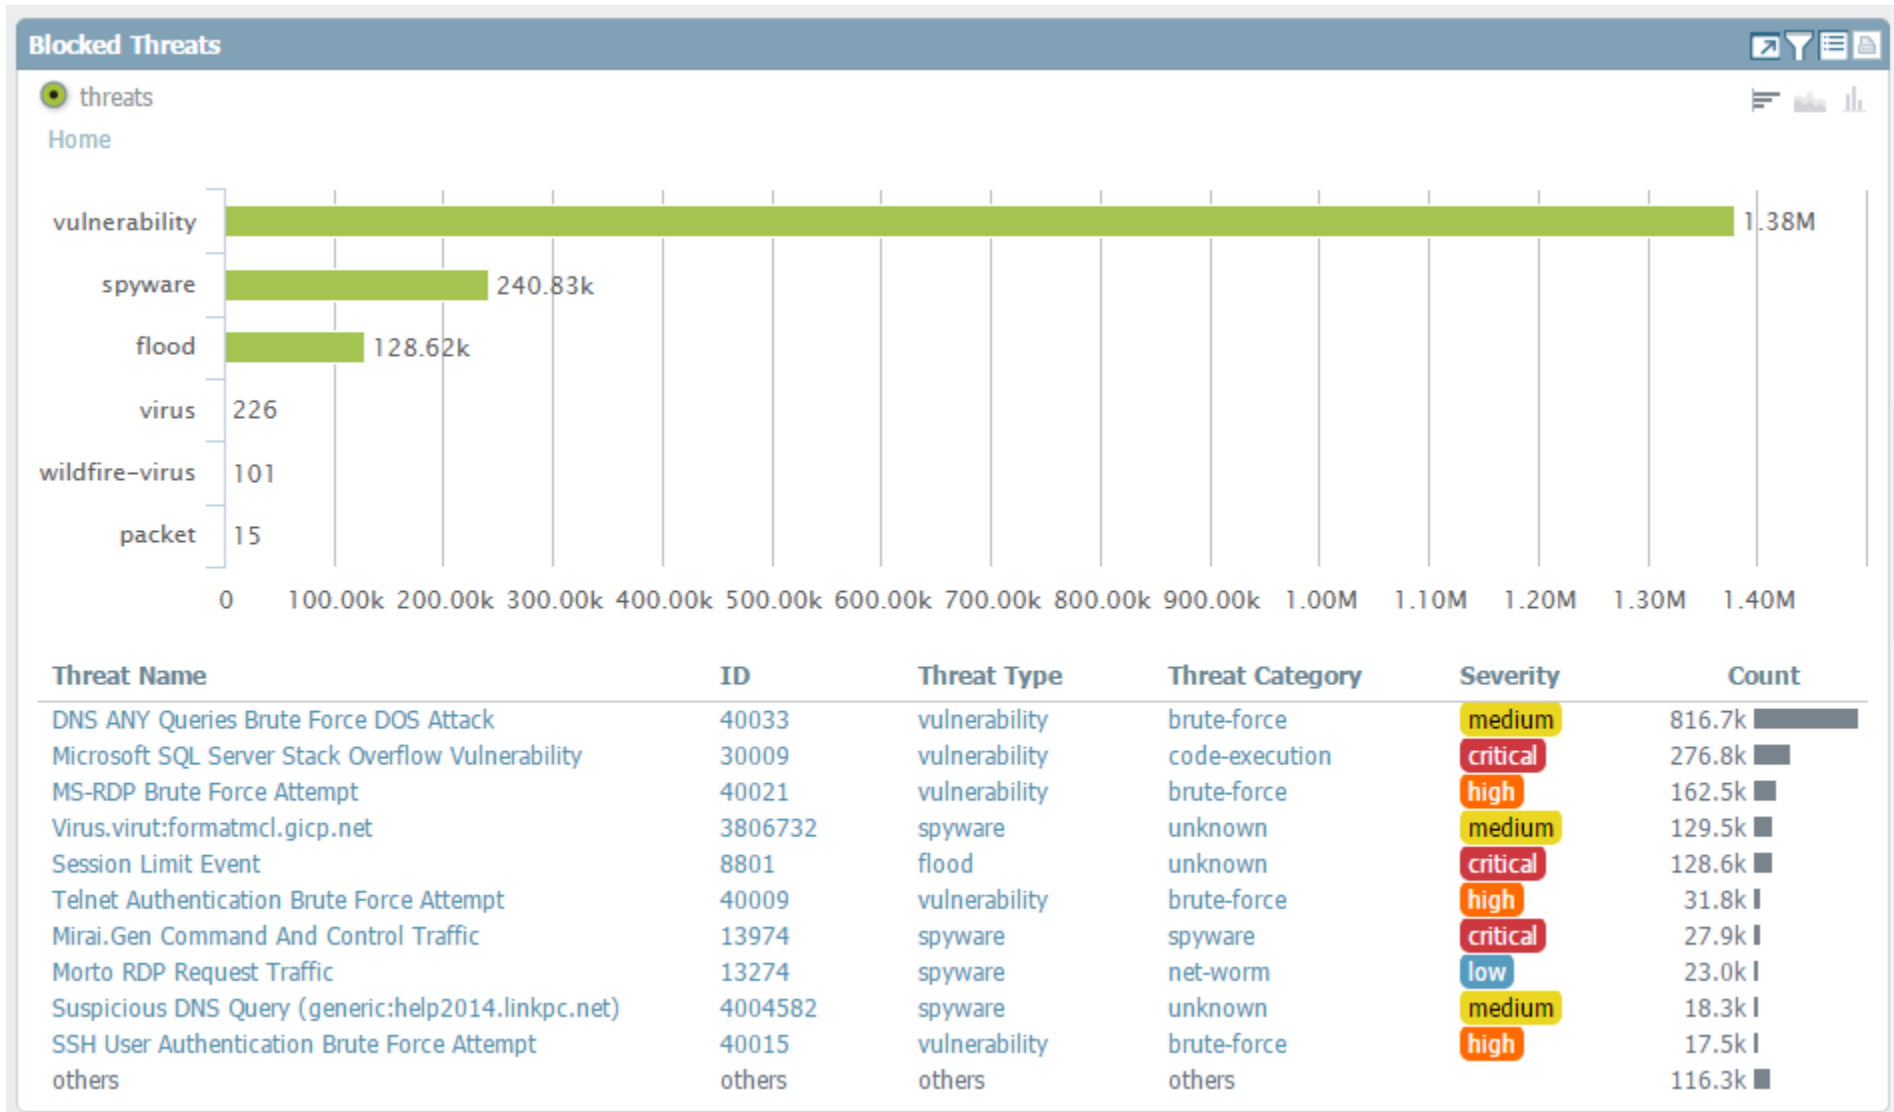 Blocked Threats
threats
Home
vulnerability 1.38M
spyware 240.83k
flood 128.62k
virus 226
wildfire-virus 101
packet 15
0 100.00k 200.00k 300.00k 400.00k 500.00k 600.00k 700.00k 800.00k 900.00k 1.00M 1.10M 1.20M 1.30M 1.40M
Threat Name ID Threat Type Threat Category Severity Count
DNS ANY Queries Brute Force DOS Attack 40033 vulnerability brute-force medium 816.7k
Microsoft SQL Server Stack Overflow Vulnerability 30009 vulnerability code-execution critical 276.8k
MS-RDP Brute Force Attempt 40021 vulnerability brute-force high 162.5k
Virus.virut:formatmcl.gicp.net 3806732 spyware unknown medium 129.5k
Session Limit Event 8801 flood unknown critical 128.6k
Telnet Authentication Brute Force Attempt 40009 vulnerability brute-force high 31.8k
Mirai.Gen Command And Control Traffic 13974 spyware spyware critical 27.9k
Morto RDP Request Traffic 13274 spyware net-worm low 23.0k
Suspicious DNS Query (generic:help2014.linkpc.net) 4004582 spyware unknown medium 18.3k
SSH User Authentication Brute Force Attempt 40015 vulnerability brute-force high 17.5k
others others others others 116.3k